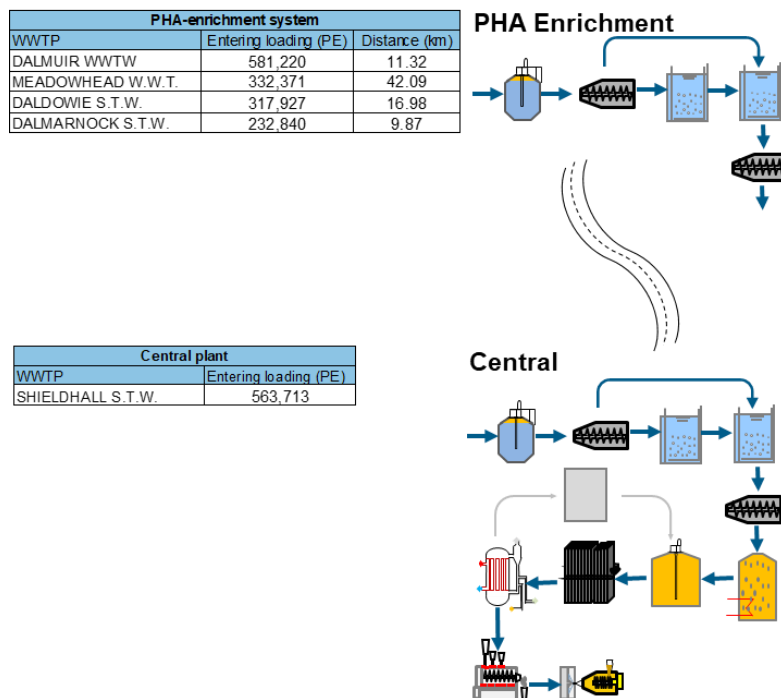 PHA-enrichment system
WWTP Entering loading (PE) Distance (km)
DALMUIR WWTW 581,220 11.32
MEADOWHEAD W.W.T. 332,371 42.09
DALDOWIE S.T.W. 317,927 16.98
DALMARNOCK S.T.W. 232,840 9.87
PHA Enrichment
Central plant
WWTP Entering loading (PE)
SHIELDHALL S.T.W. 563,713
Central